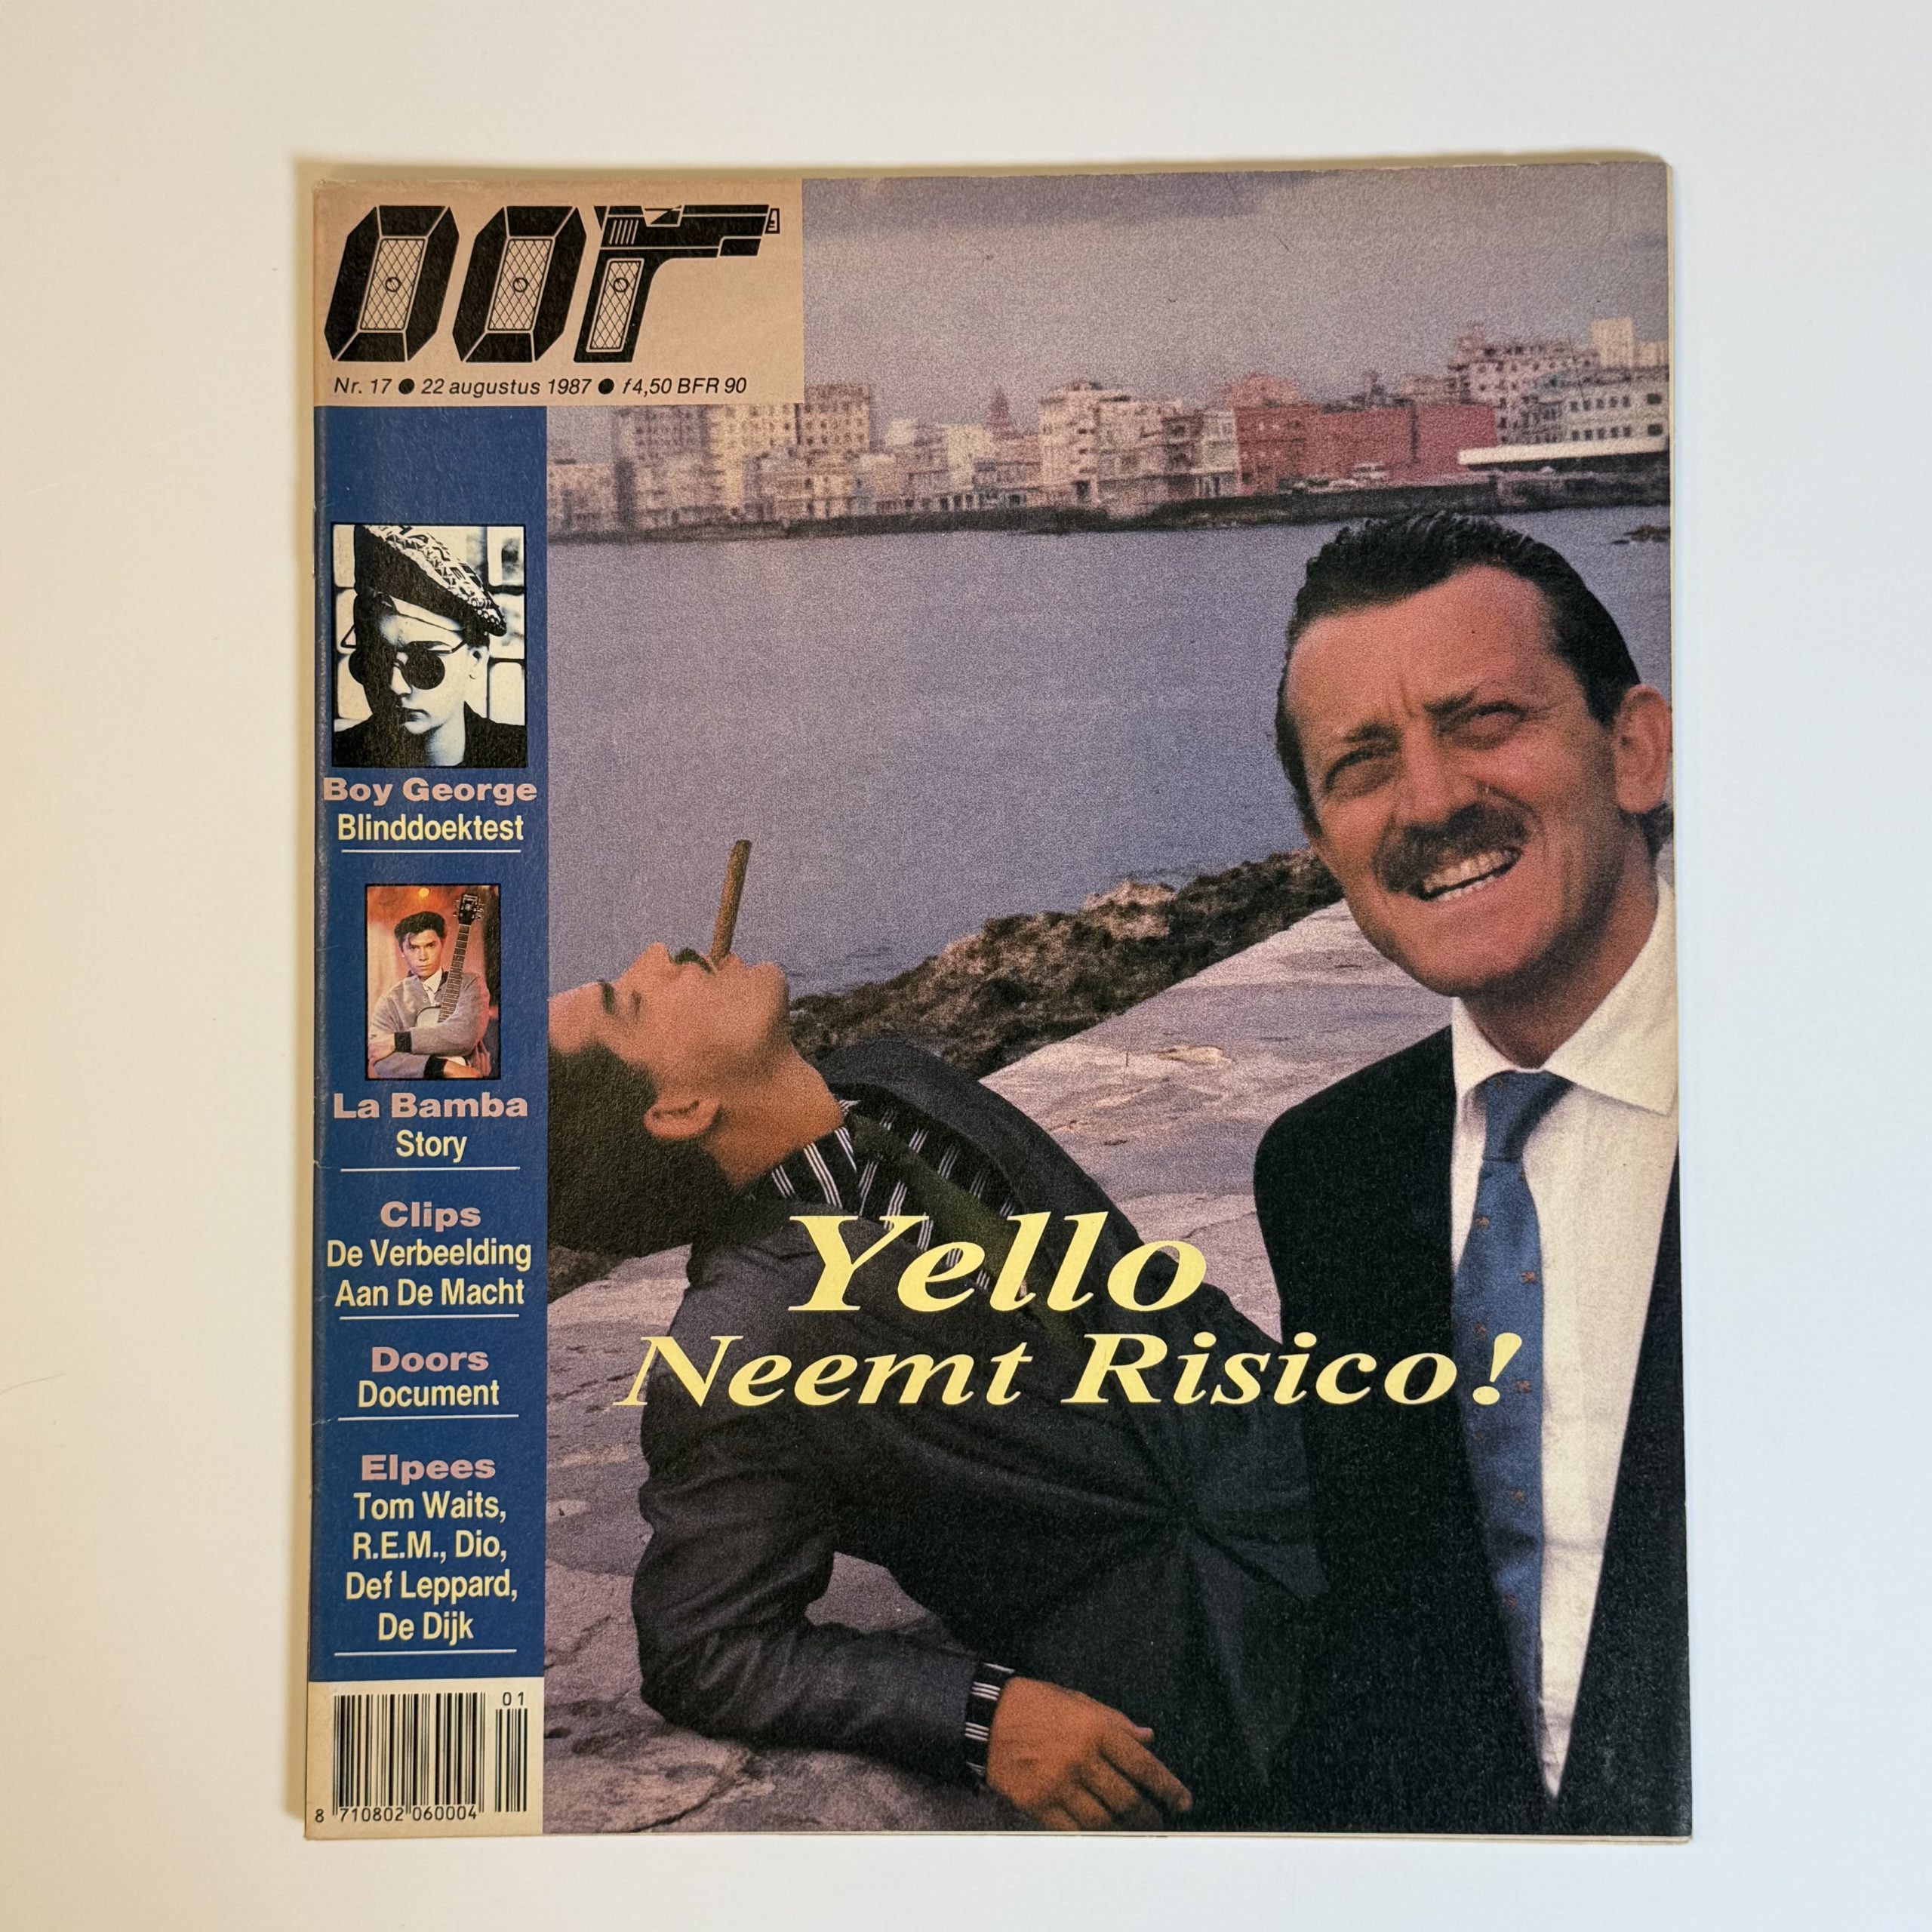 OOR
Nr. 17 ● 22 augustus 1987 ● f4,50 BFR 90
Boy George
Blinddoektest
La Bamba
Story
Clips
De Verbeelding
Aan De Macht
Doors
Document
Elpees
Tom Waits,
R.E.M., Dio,
Def Leppard,
De Dijk
Yello
Neemt Risico!
01
8 710802 060004